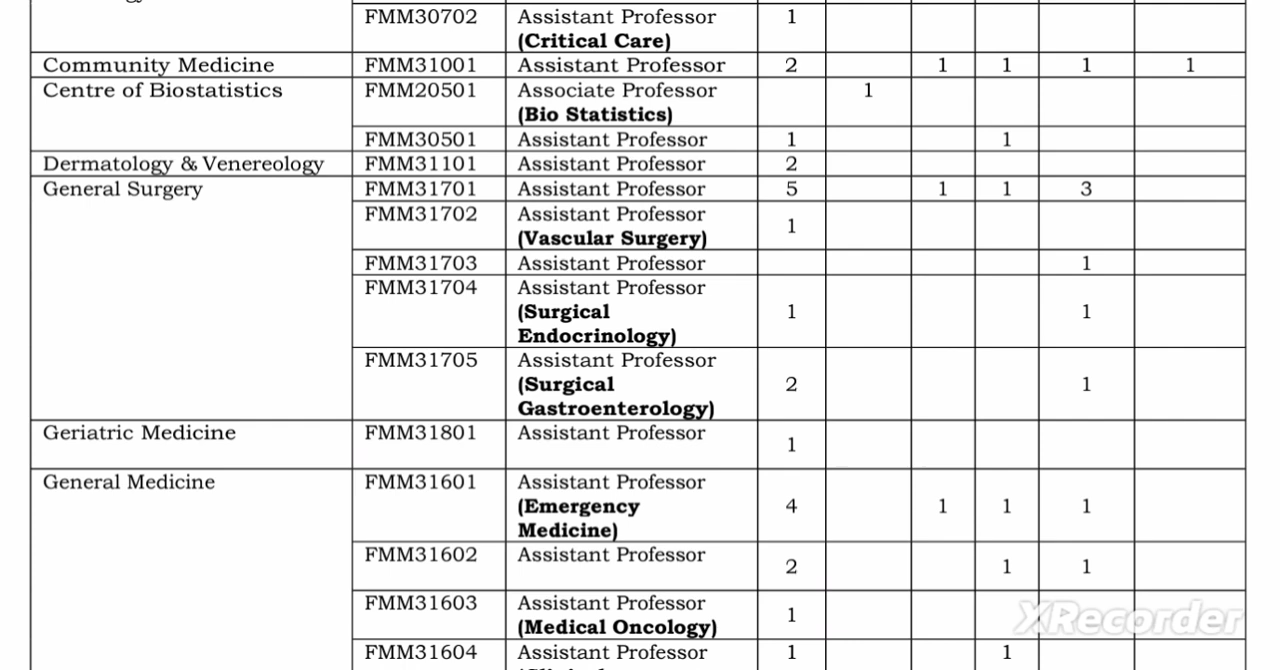 FMM30702 Assistant Professor 1
(Critical Care)
Community Medicine FMM31001 Assistant Professor 2 1 1 1 1
Centre of Biostatistics FMM20501 Associate Professor 1
(Bio Statistics)
FMM30501 Assistant Professor 1 1
Dermatology & Venereology FMM31101 Assistant Professor 2
General Surgery FMM31701 Assistant Professor 5 1 1 3
FMM31702 Assistant Professor
(Vascular Surgery) 1
FMM31703 Assistant Professor 1
FMM31704 Assistant Professor
(Surgical 1 1
Endocrinology)
FMM31705 Assistant Professor
(Surgical 2 1
Gastroenterology)
Geriatric Medicine FMM31801 Assistant Professor
1
General Medicine FMM31601 Assistant Professor
(Emergency 4 1 1 1
Medicine)
FMM31602 Assistant Professor
2 1 1
FMM31603 Assistant Professor
(Medical Oncology) 1
XRecorder
FMM31604 Assistant Professor 1 1